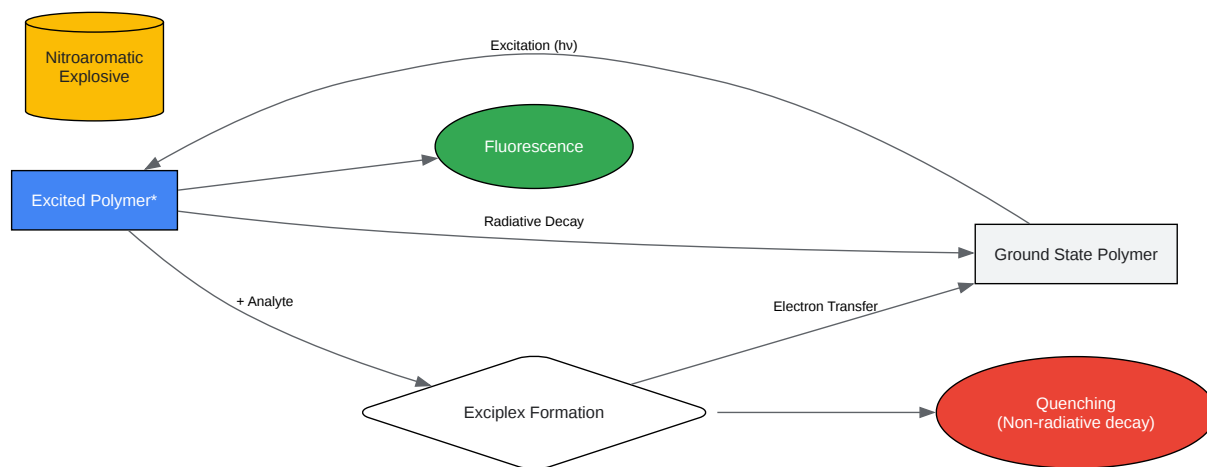 Excitation (hν)
Nitroaromatic
Explosive
Fluorescence
Excited Polymer*
Radiative Decay
Ground State Polymer
+ Analyte
Electron Transfer
Exciplex Formation
Quenching
(Non-radiative decay)